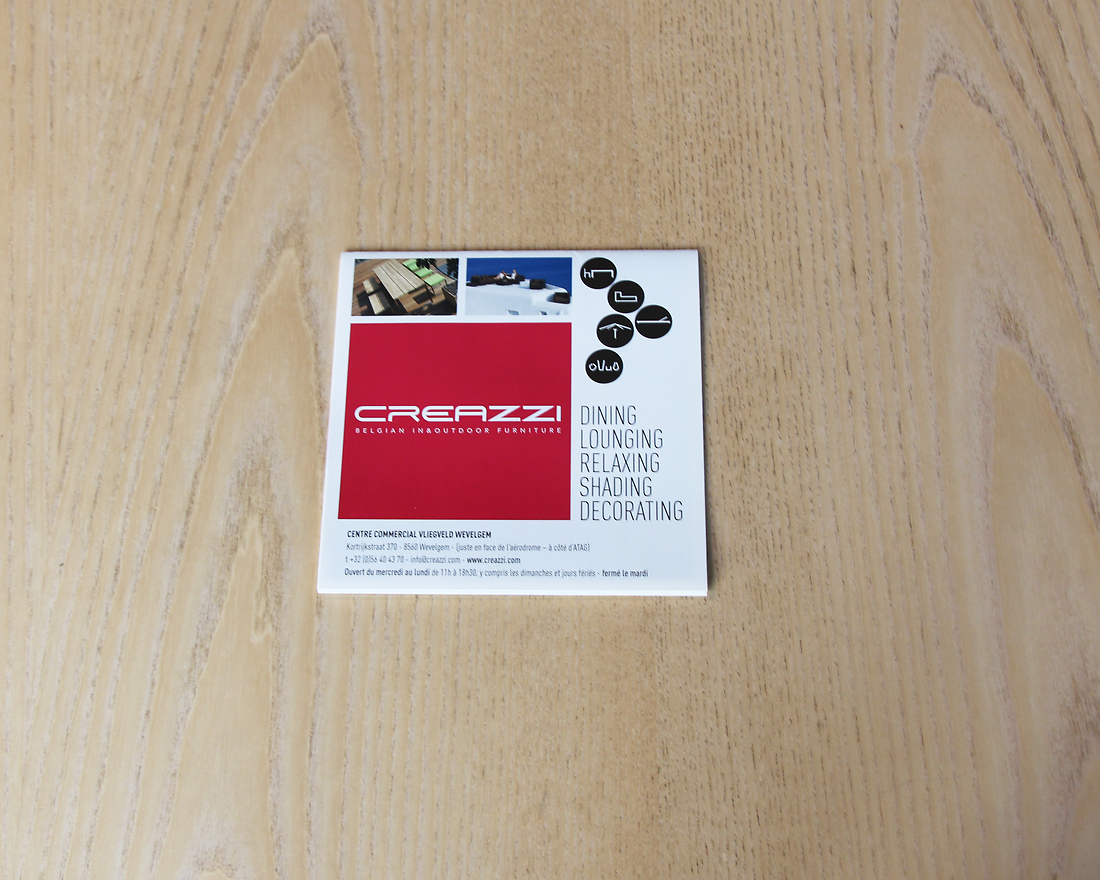 CREAZZI
BELGIAN IN&OUTDOOR FURNITURE
DINING
LOUNGING
RELAXING
SHADING
DECORATING
CENTRE COMMERCIAL VLIEGVELD WEVELGEM
Kortrijkstraat 370 - 8560 Wevelgem - (juste en face de l'aérodrome – à côté d'ATAG)
t +32 (0)56 40 43 70 - info@creazzi.com - www.creazzi.com
Ouvert du mercredi au lundi de 11h à 18h30, y compris les dimanches et jours fériés - fermé le mardi